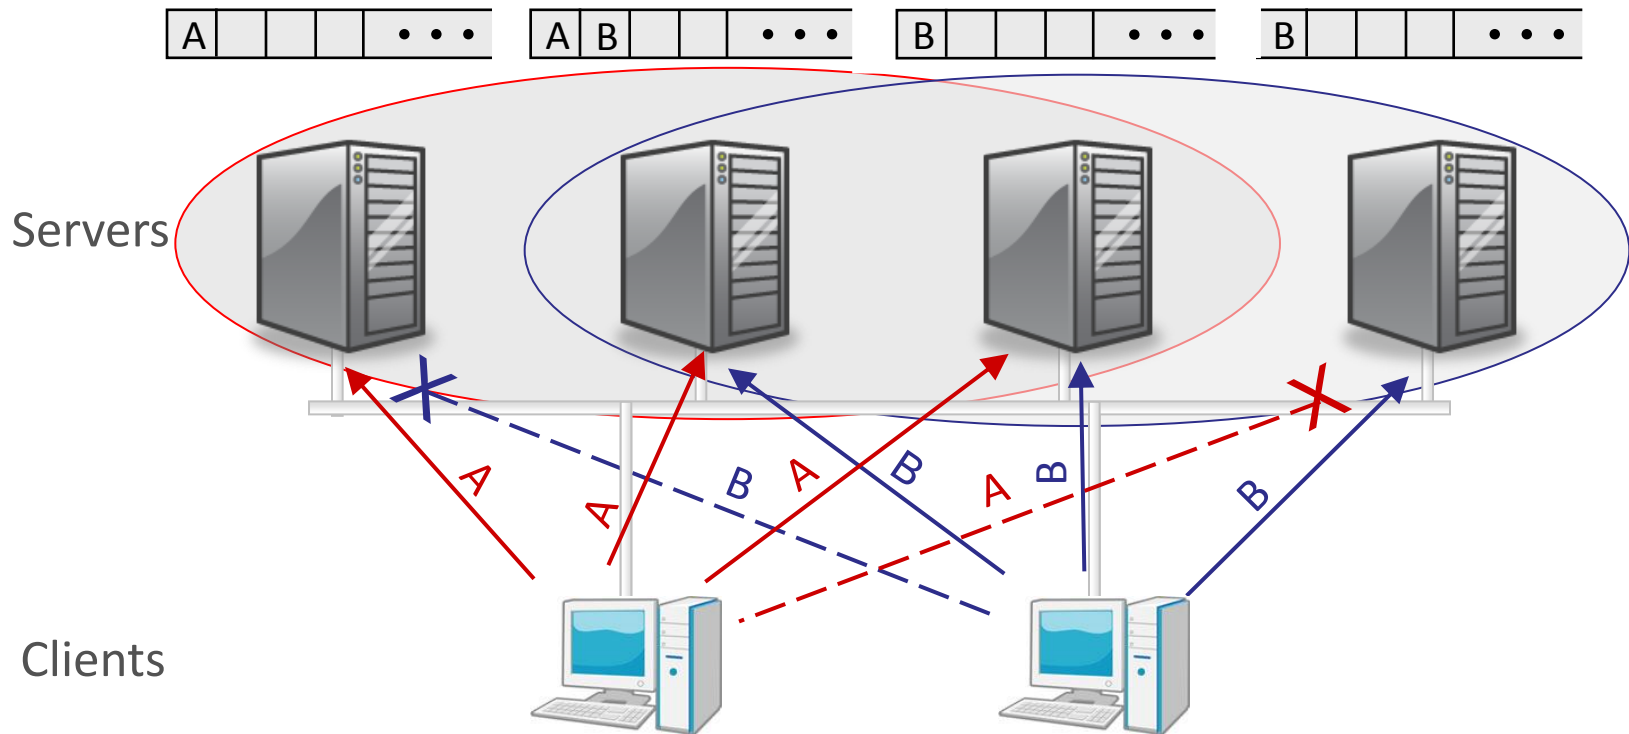 A • • • A B • • • B • • • B • • •
Servers
B A B A B
A A B
Clients